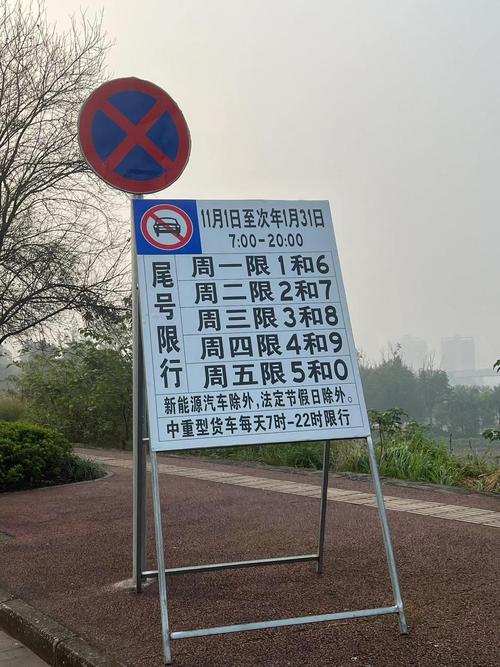 11月1日至次年1月31日
7:00-20:00
尾号限行
周一限1和6
周二限2和7
周三限3和8
周四限4和9
周五限5和0
新能源汽车除外,法定节假日除外。
中重型货车每天7时-22时限行